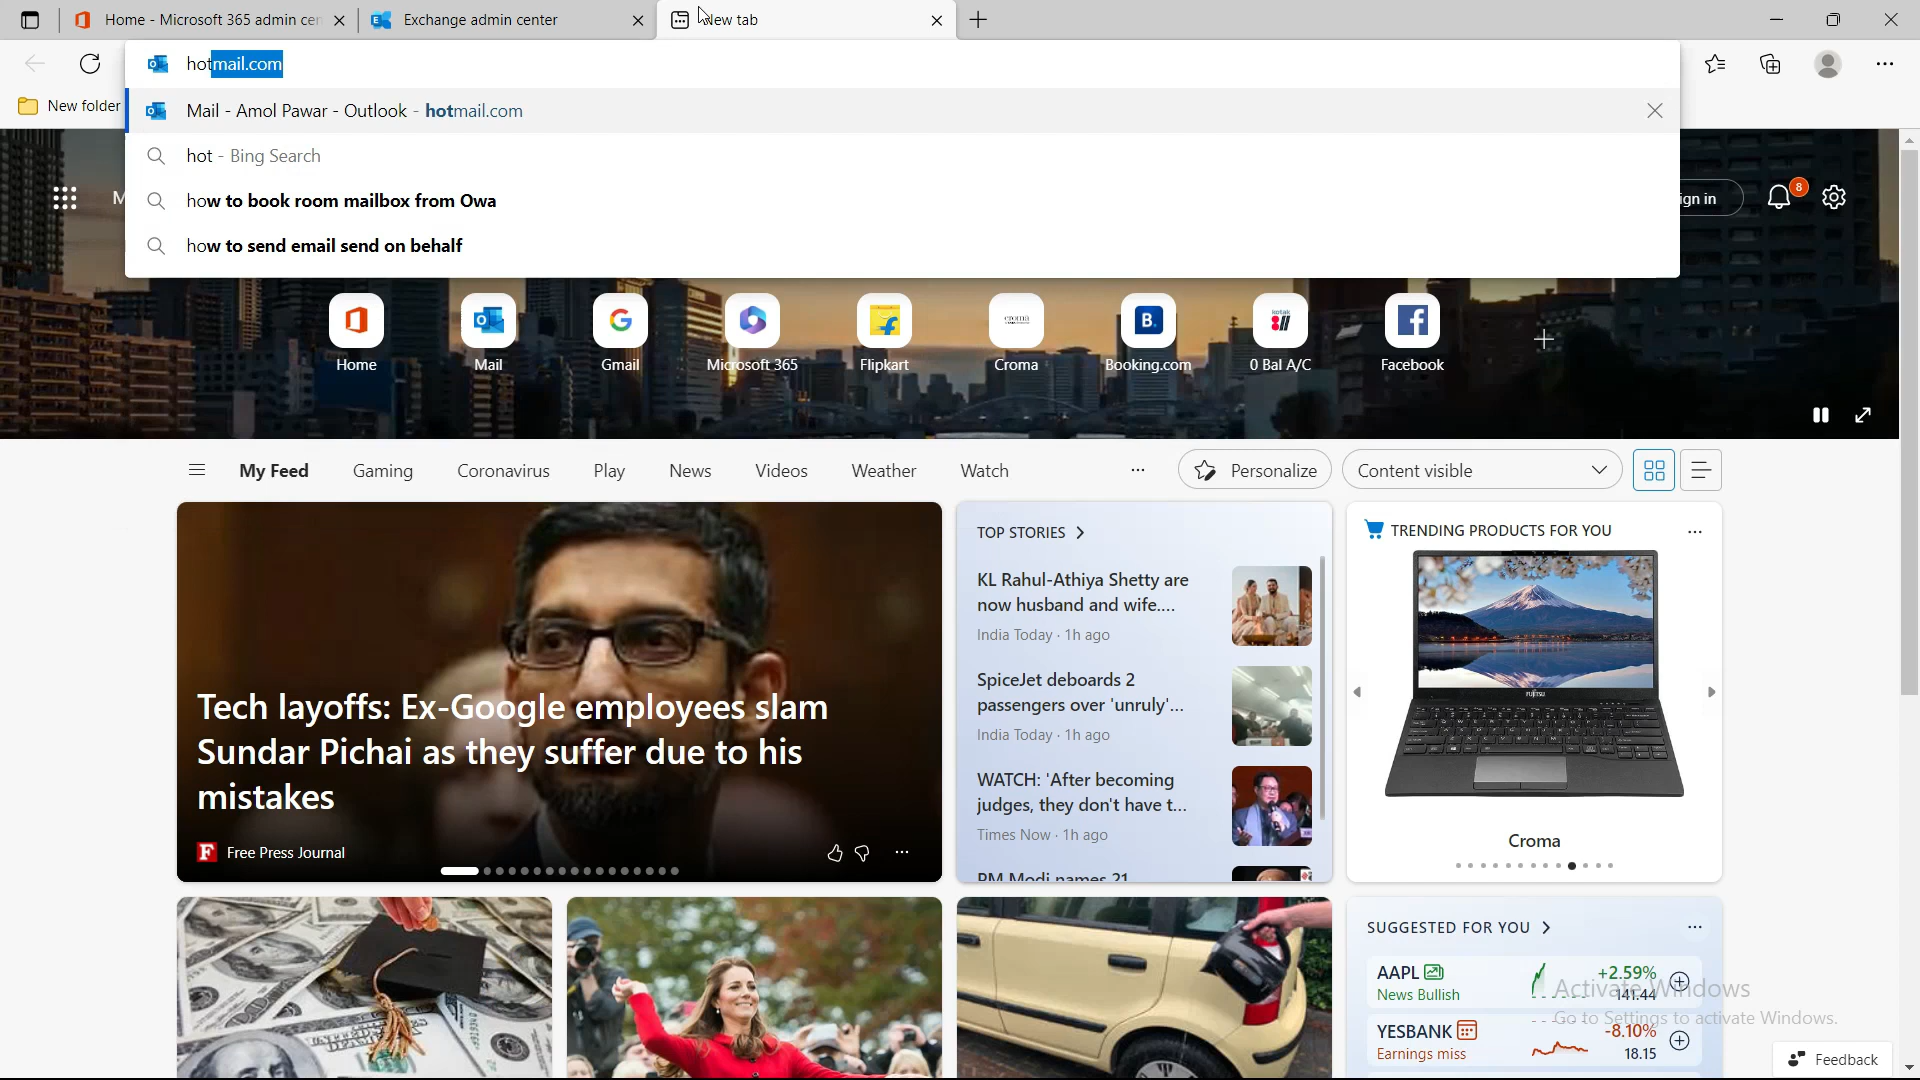 Home - Microsoft 365 admin cen
Exchange admin center
New tab
hotmail.com
New folder
Mail - Amol Pawar - Outlook - hotmail.com
hot - Bing Search
how to book room mailbox from Owa
how to send email send on behalf
M
ign in
8
Home
Mail
Gmail
Microsoft 365
Flipkart
Croma
Booking.com
0 Bal A/C
Facebook
My Feed
Gaming
Coronavirus
Play
News
Videos
Weather
Watch
Personalize
Content visible
Tech layoffs: Ex-Google employees slam
Sundar Pichai as they suffer due to his
mistakes
Free Press Journal
TOP STORIES
KL Rahul-Athiya Shetty are
now husband and wife....
India Today · 1h ago
SpiceJet deboards 2
passengers over 'unruly'...
India Today · 1h ago
WATCH: 'After becoming
judges, they don't have t...
Times Now · 1h ago
PM Modi names 21
TRENDING PRODUCTS FOR YOU
FUJITSU
Croma
SUGGESTED FOR YOU
AAPL
+2.59%
News Bullish
141.44
YESBANK
-8.10%
Earnings miss
18.15
Activate Windows
Go to Settings to activate Windows.
Feedback